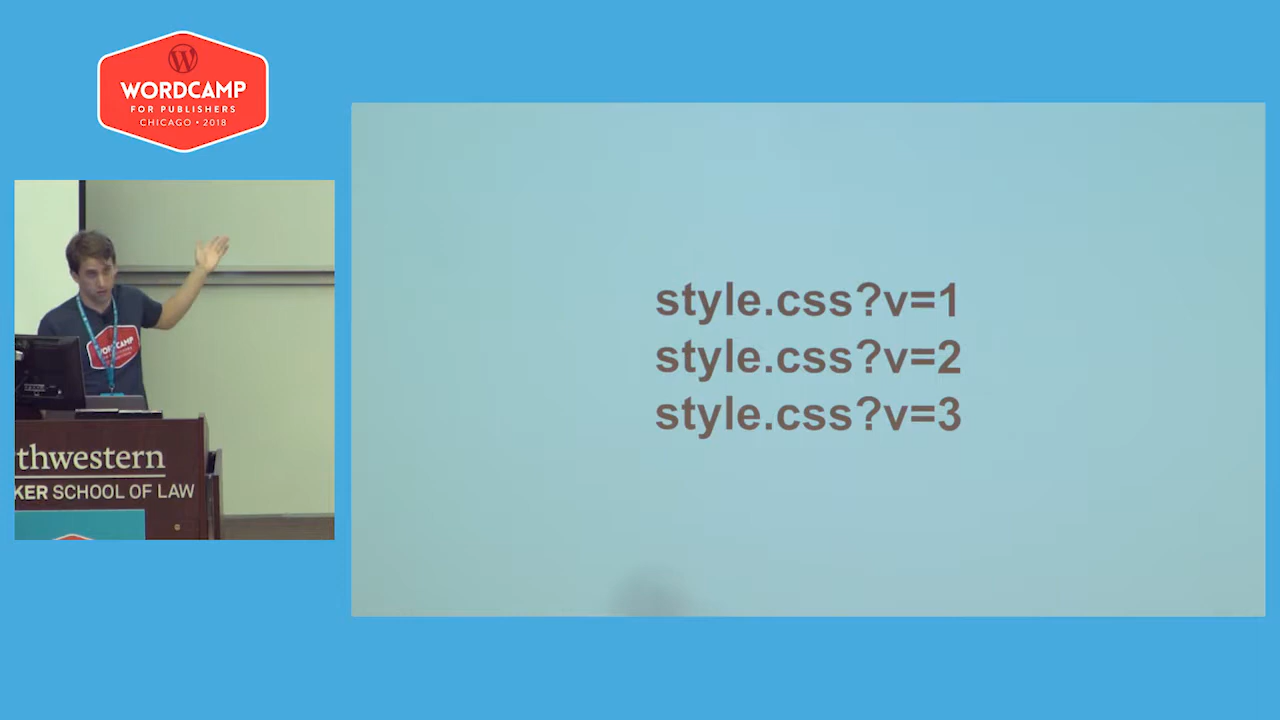 WORDCAMP
FOR PUBLISHERS
CHICAGO • 2018
style.css?v=1
style.css?v=2
style.css?v=3
WORDCAMP
thwestern
KER SCHOOL OF LAW